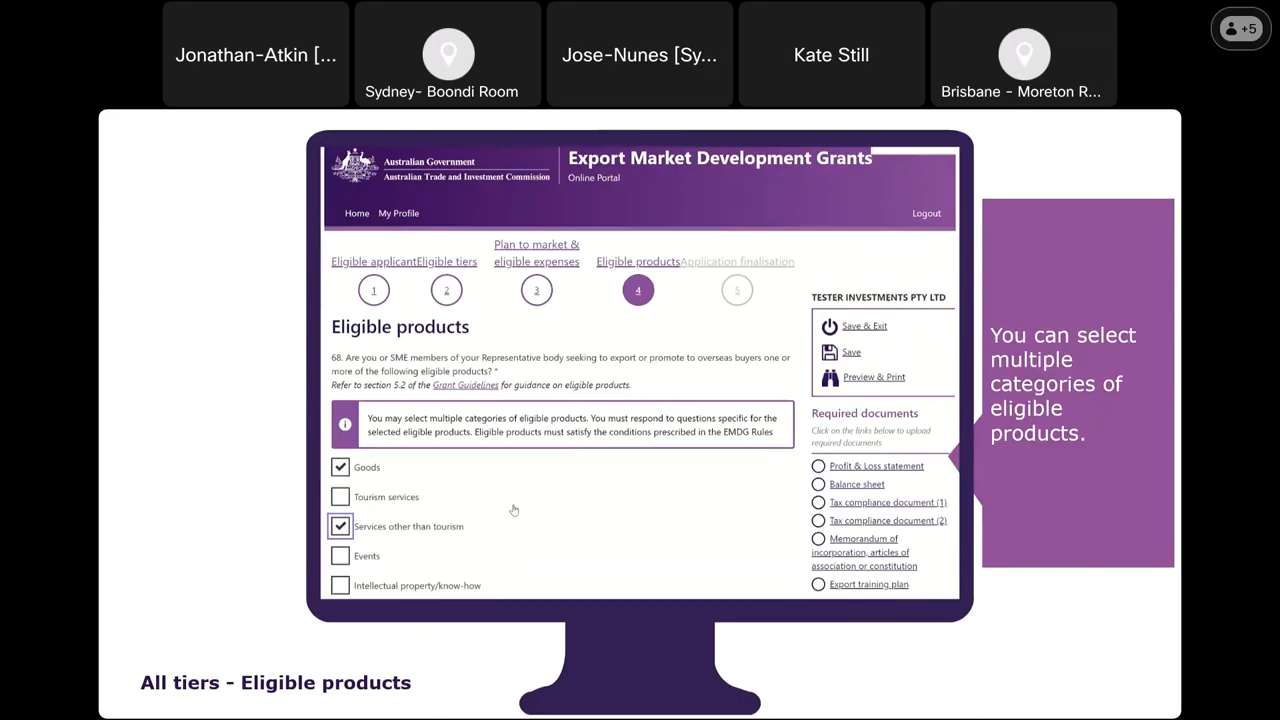 Jonathan-Atkin [...
Sydney- Boondi Room
Jose-Nunes [Sy...
Kate Still
Brisbane - Moreton R...
+5
Australian Government
Australian Trade and Investment Commission
Export Market Development Grants
Online Portal
Home
My Profile
Logout
Eligible applicant
Eligible tiers
Plan to market &
eligible expenses
Eligible products
Application finalisation
1
2
3
4
5
Eligible products
68. Are you or SME members of your Representative body seeking to export or promote to overseas buyers one or
more of the following eligible products? *
Refer to section 5.2 of the Grant Guidelines for guidance on eligible products.
You may select multiple categories of eligible products. You must respond to questions specific for the
selected eligible products. Eligible products must satisfy the conditions prescribed in the EMDG Rules
Goods
Tourism services
Services other than tourism
Events
Intellectual property/know-how
TESTER INVESTMENTS PTY LTD
Save & Exit
Save
Preview & Print
Required documents
Click on the links below to upload
required documents
Profit & Loss statement
Balance sheet
Tax compliance document (1)
Tax compliance document (2)
Memorandum of
incorporation, articles of
association or constitution
Export training plan
You can select
multiple
categories of
eligible
products.
All tiers - Eligible products